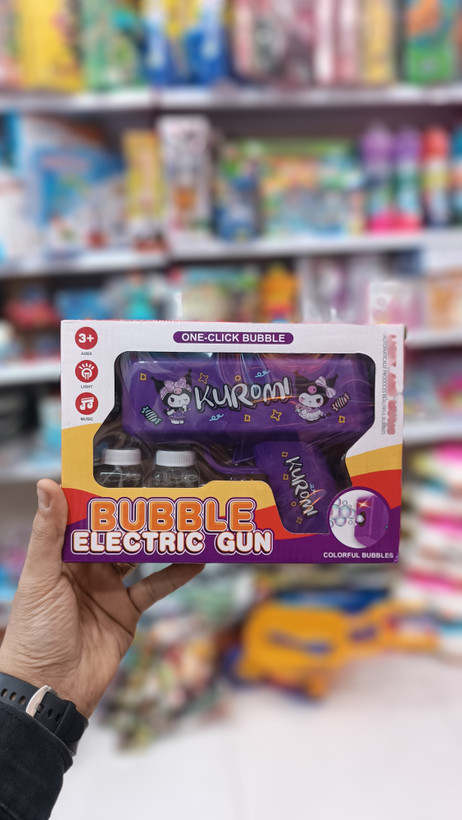 ONE-CLICK BUBBLE
3+
AGES
LIGHT
MUSIC
KUROMI
KUROMI
BUBBLE
ELECTRIC GUN
COLORFUL BUBBLES